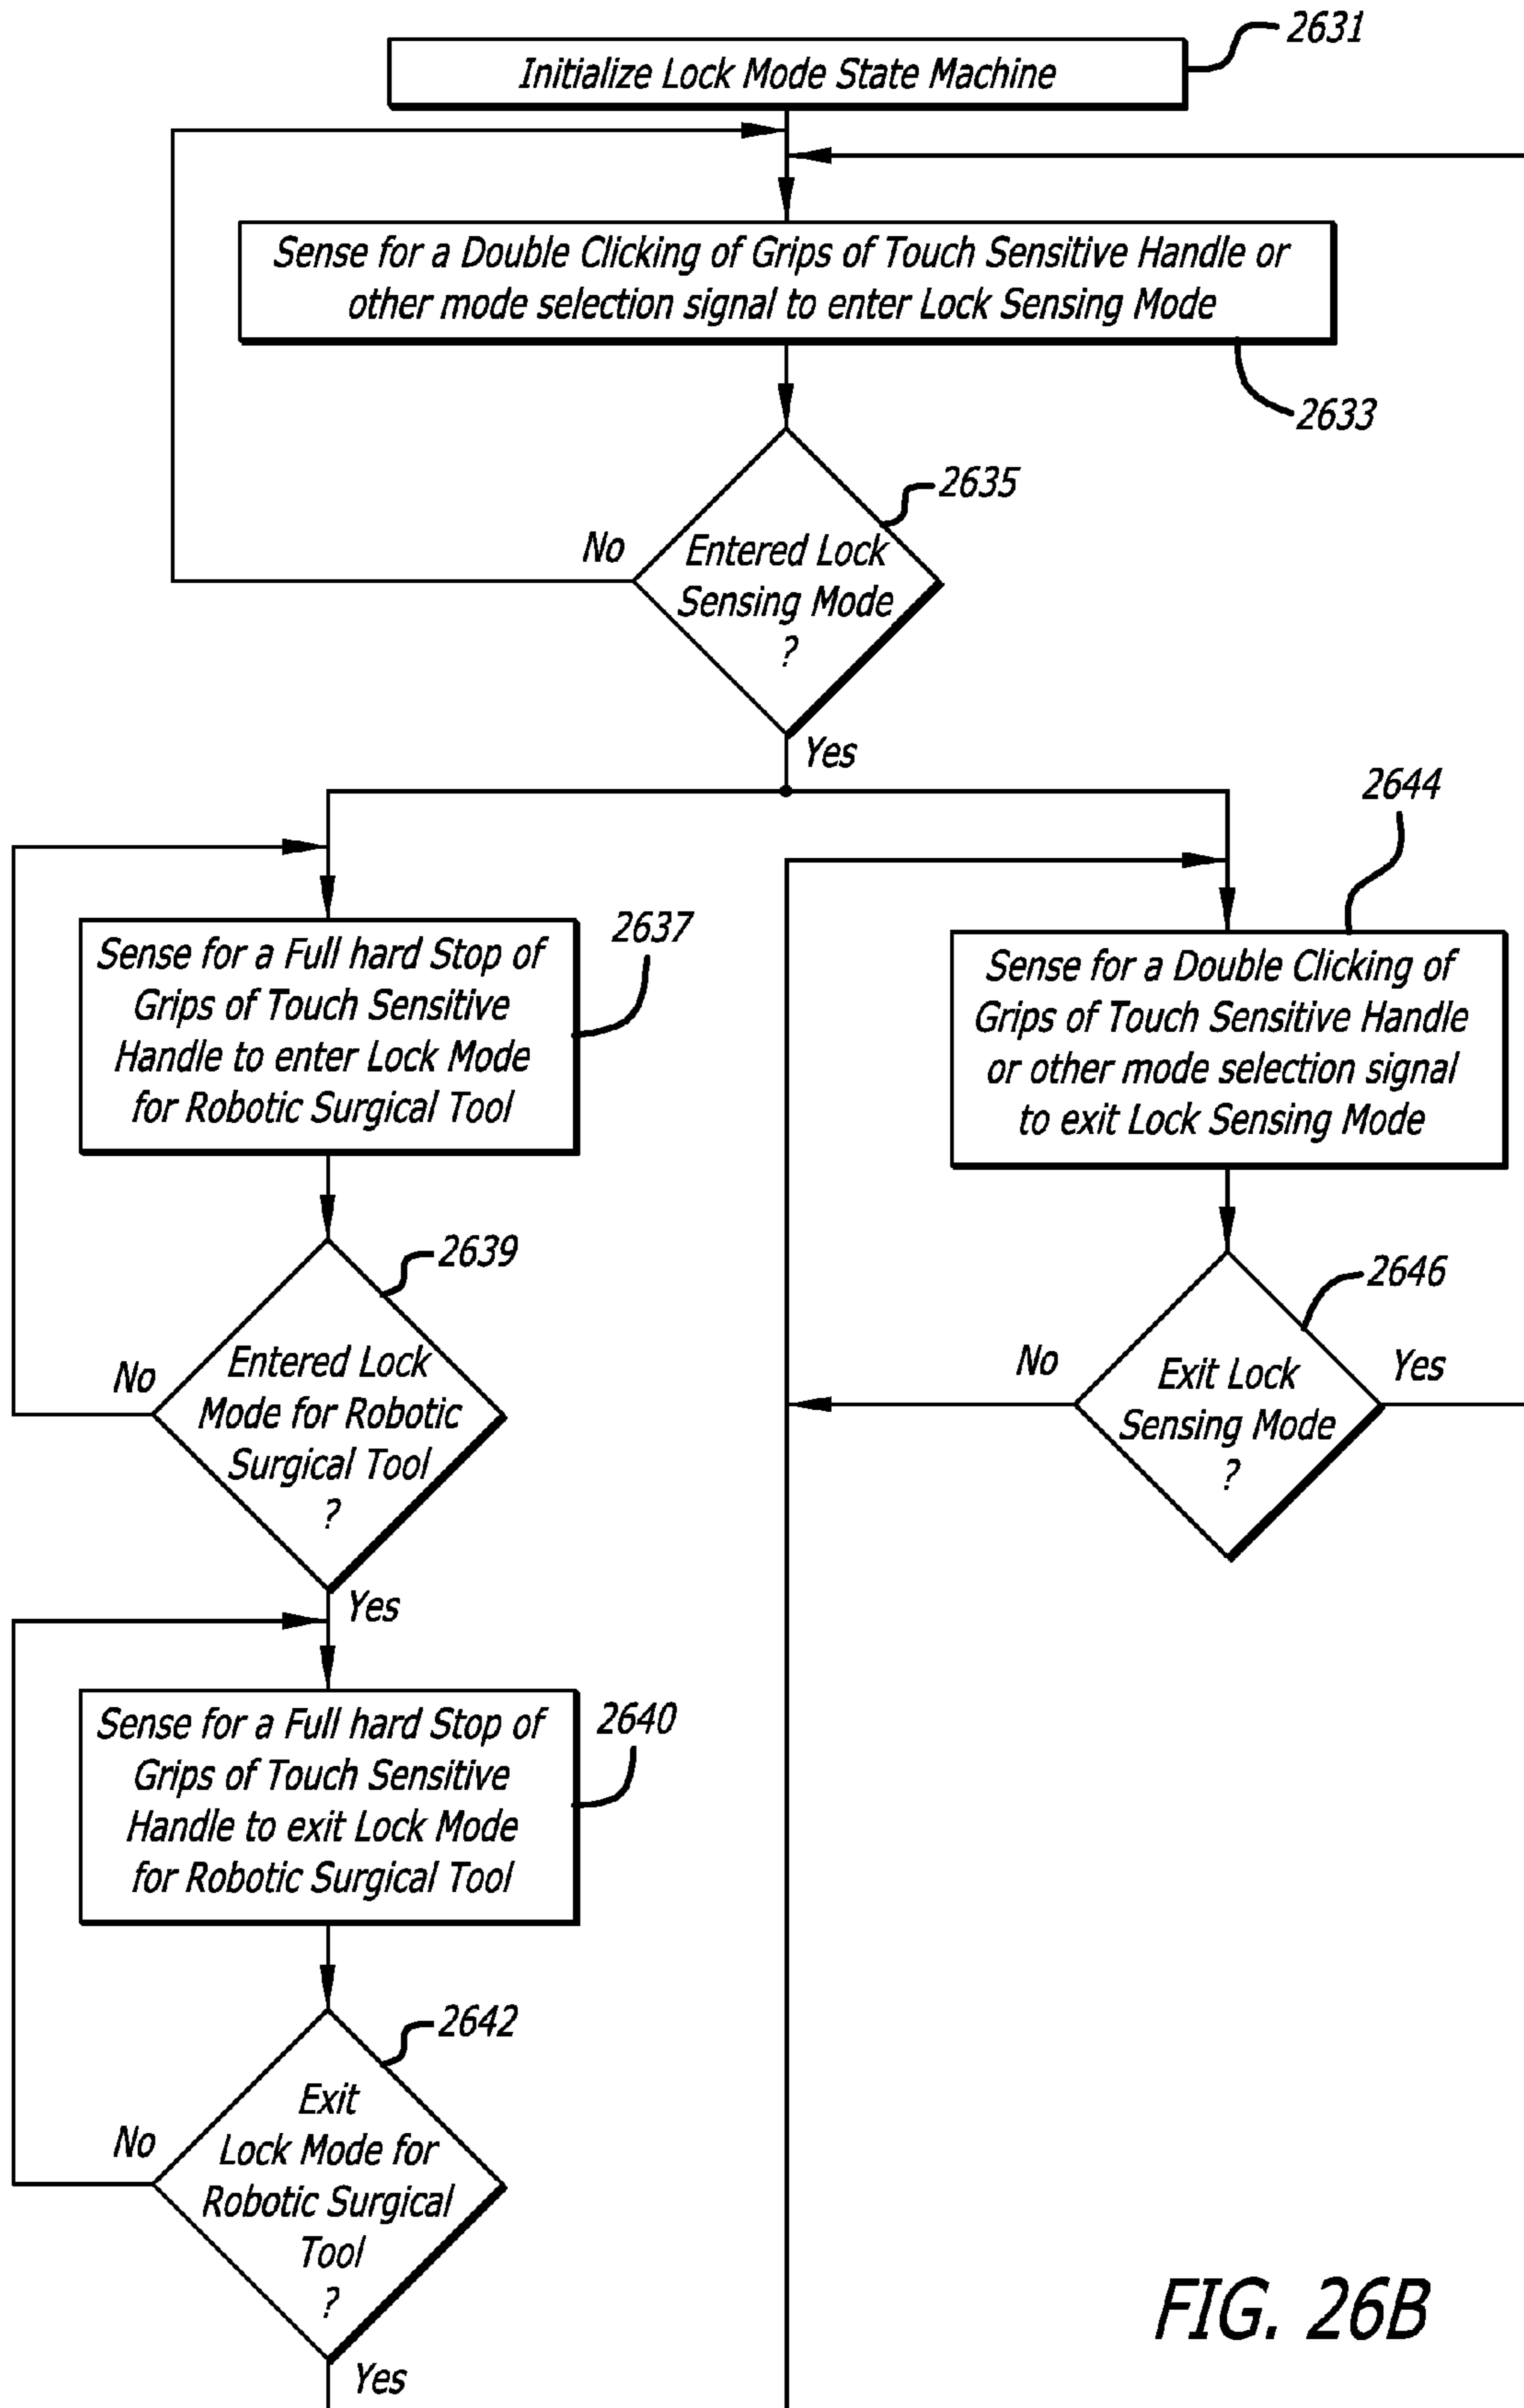 2631
Initialize Lock Mode State Machine
Sense for a Double Clicking of Grips of Touch Sensitive Handle or
other mode selection signal to enter Lock Sensing Mode
2633
2635
No
Entered Lock
Sensing Mode
?
Yes
2644
2637
Sense for a Full hard Stop of
Grips of Touch Sensitive
Handle to enter Lock Mode
for Robotic Surgical Tool
Sense for a Double Clicking of
Grips of Touch Sensitive Handle
or other mode selection signal
to exit Lock Sensing Mode
2639
2646
No
Entered Lock
Mode for Robotic
Surgical Tool
?
Yes
No
Exit Lock
Sensing Mode
?
Yes
Sense for a Full hard Stop of
Grips of Touch Sensitive
Handle to exit Lock Mode
for Robotic Surgical Tool
2640
2642
No
Exit
Lock Mode for
Robotic Surgical
Tool
?
Yes
FIG. 26B